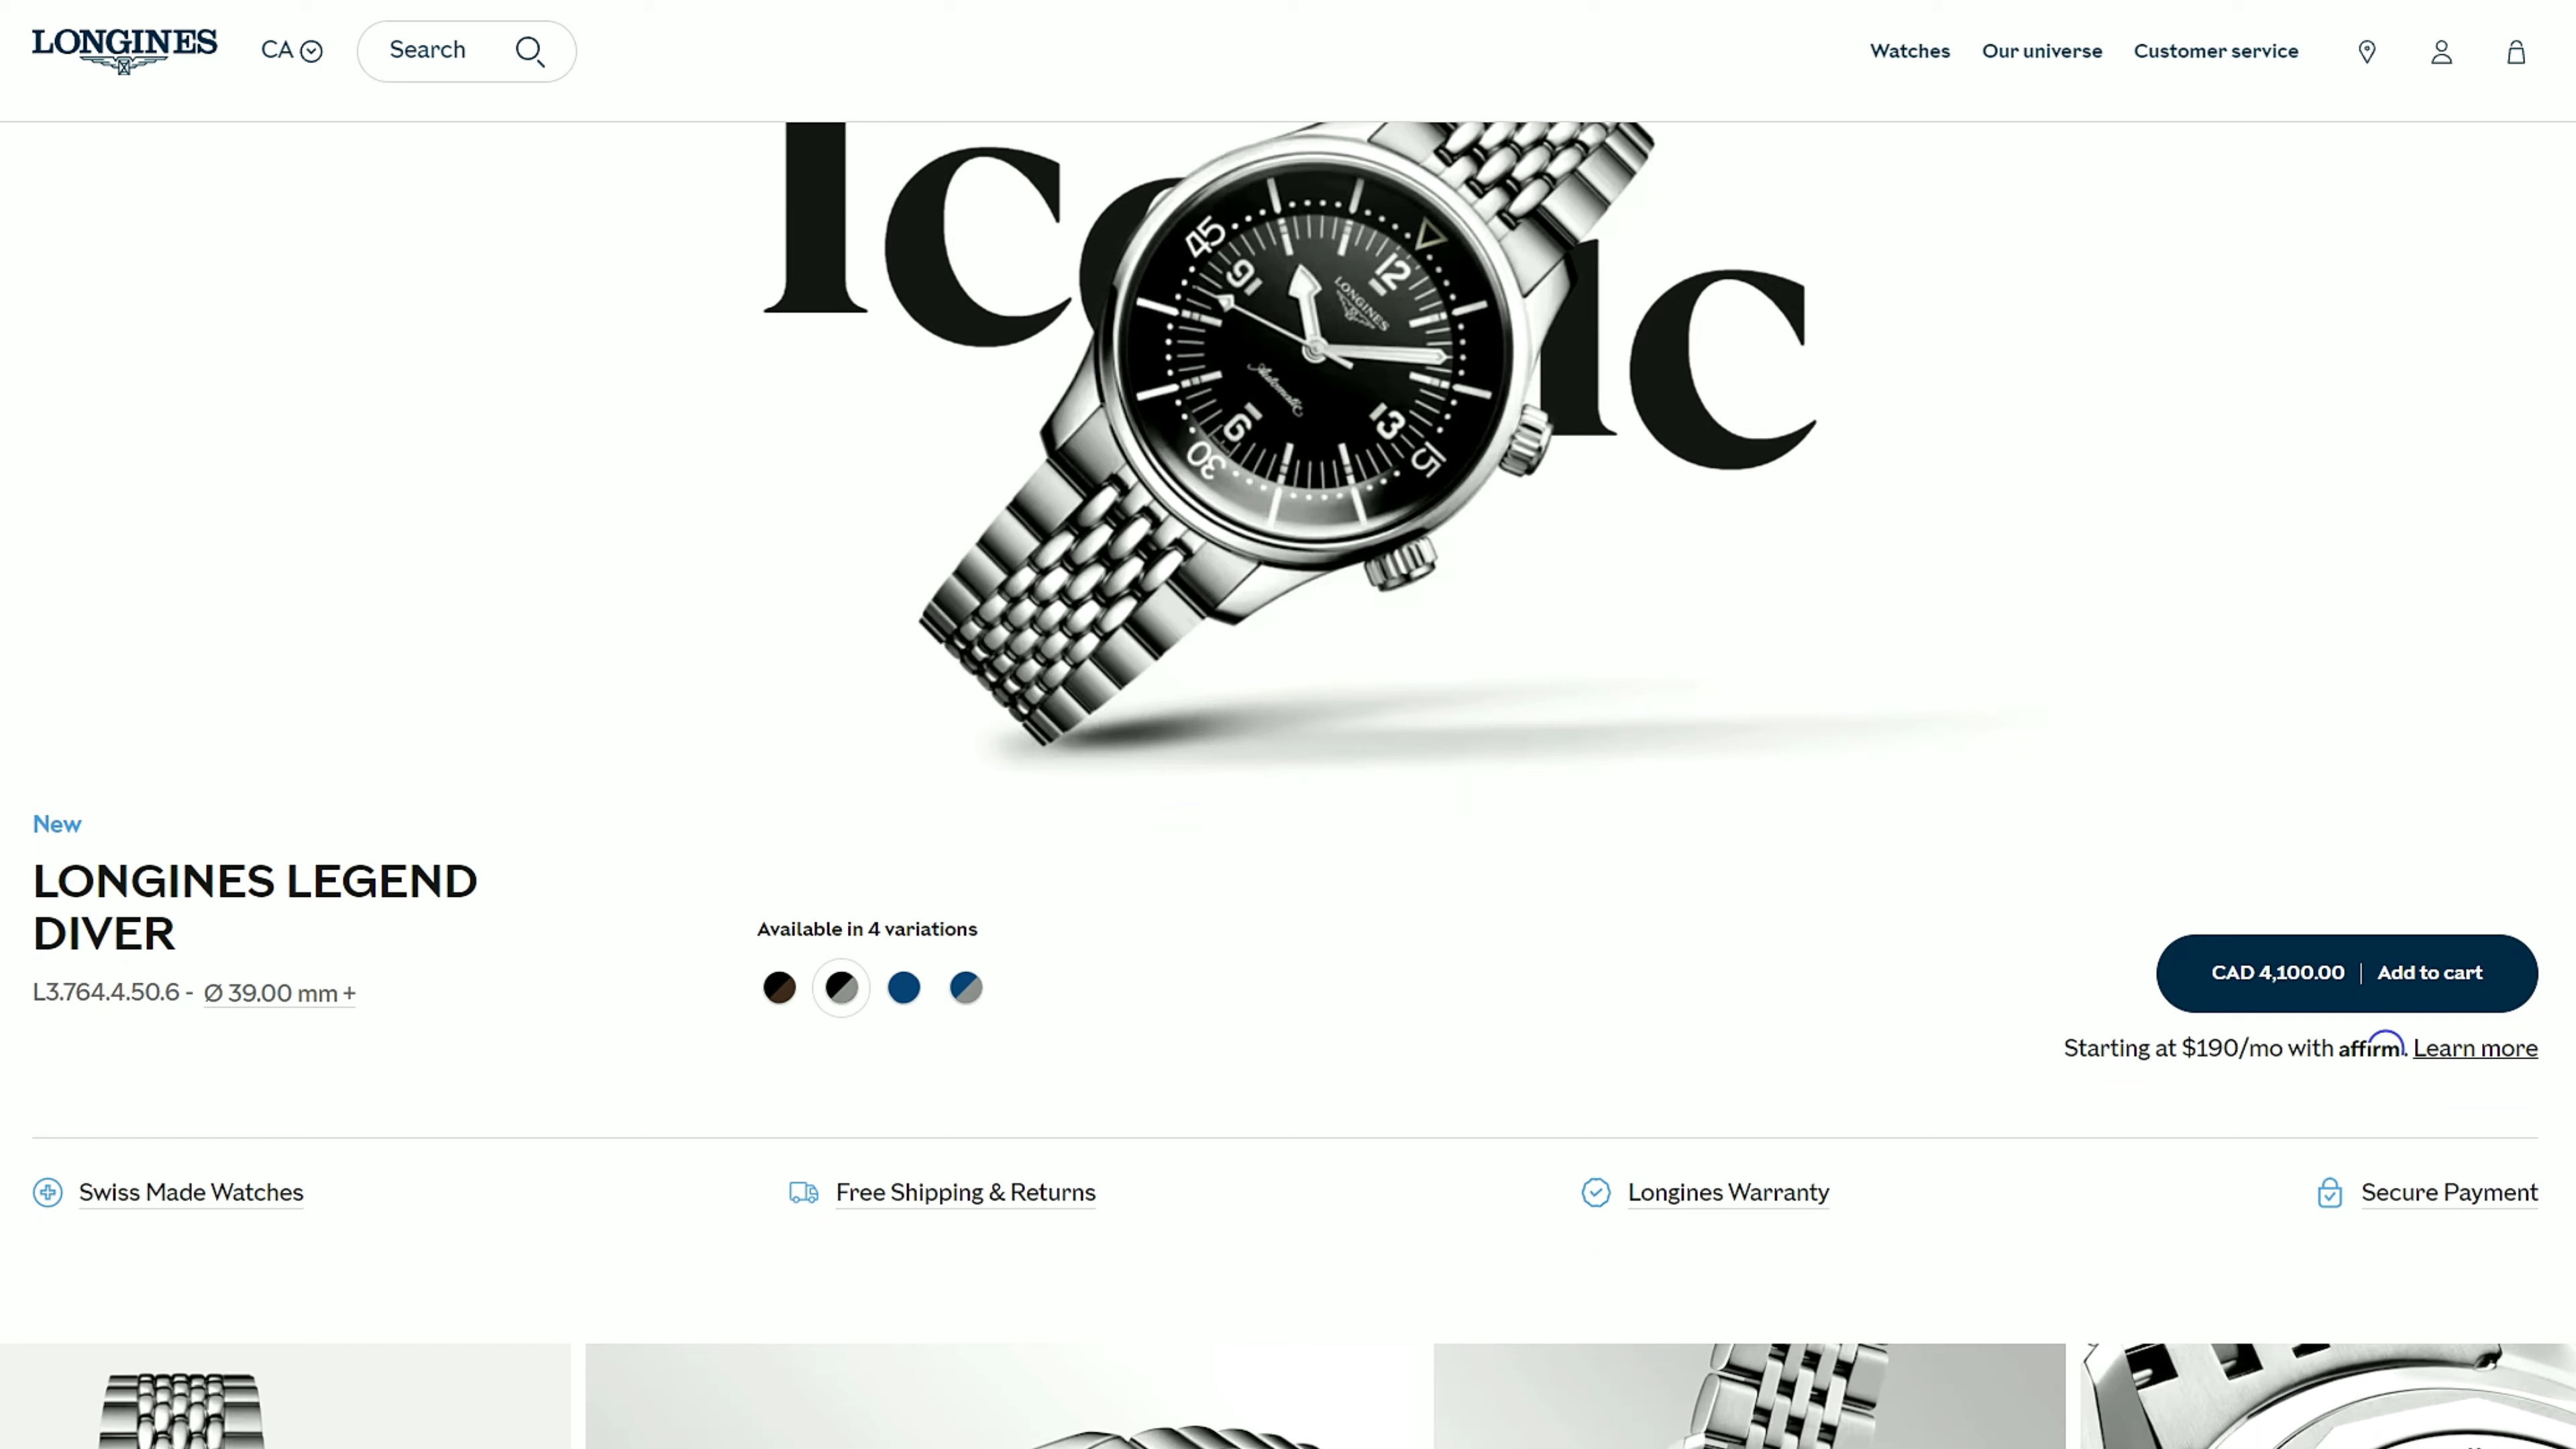 LONGINES
CA
Search
Watches
Our universe
Customer service
Ic
ic
45
12
9
LONGINES
Automatic
6
13
30
15
New
LONGINES LEGEND
DIVER
L3.764.4.50.6 - Ø 39.00 mm +
Available in 4 variations
CAD 4,100.00 | Add to cart
Starting at $190/mo with affirm. Learn more
Swiss Made Watches
Free Shipping & Returns
Longines Warranty
Secure Payment